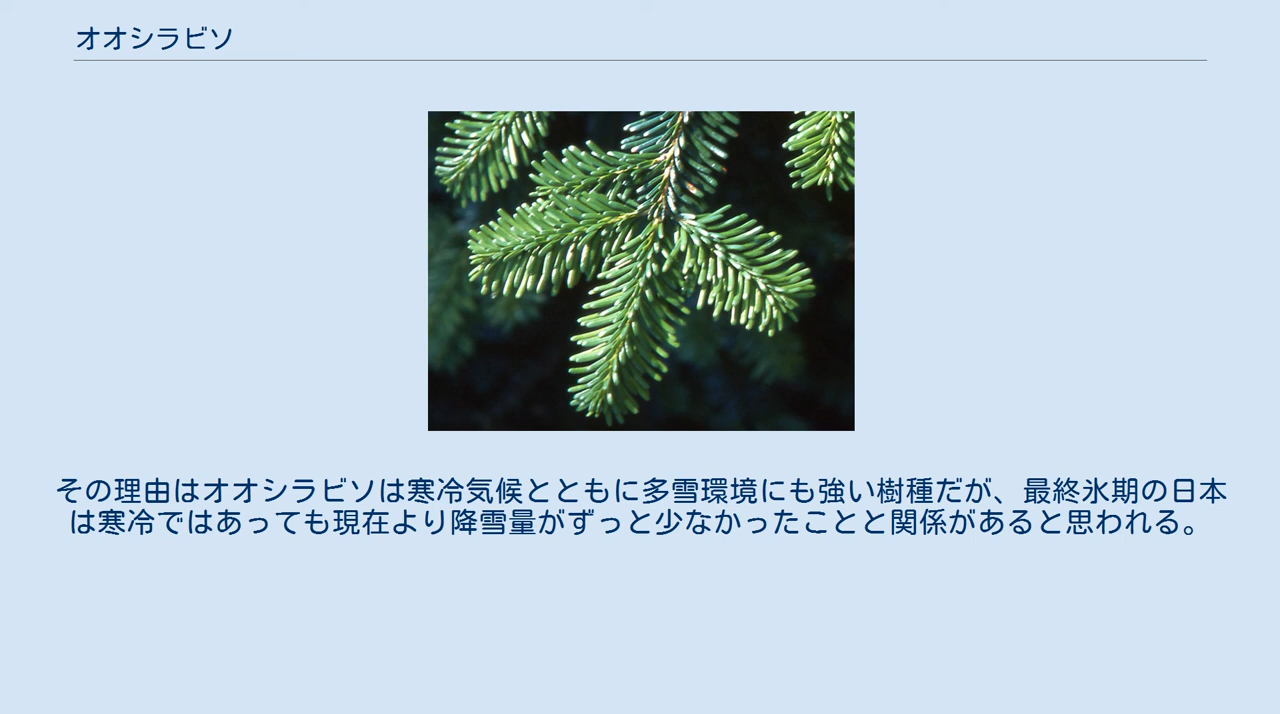 オオシラビソ
その理由はオオシラビソは寒冷気候とともに多雪環境にも強い樹種だが、最終氷期の日本
は寒冷ではあっても現在より降雪量がずっと少なかったことと関係があると思われる。